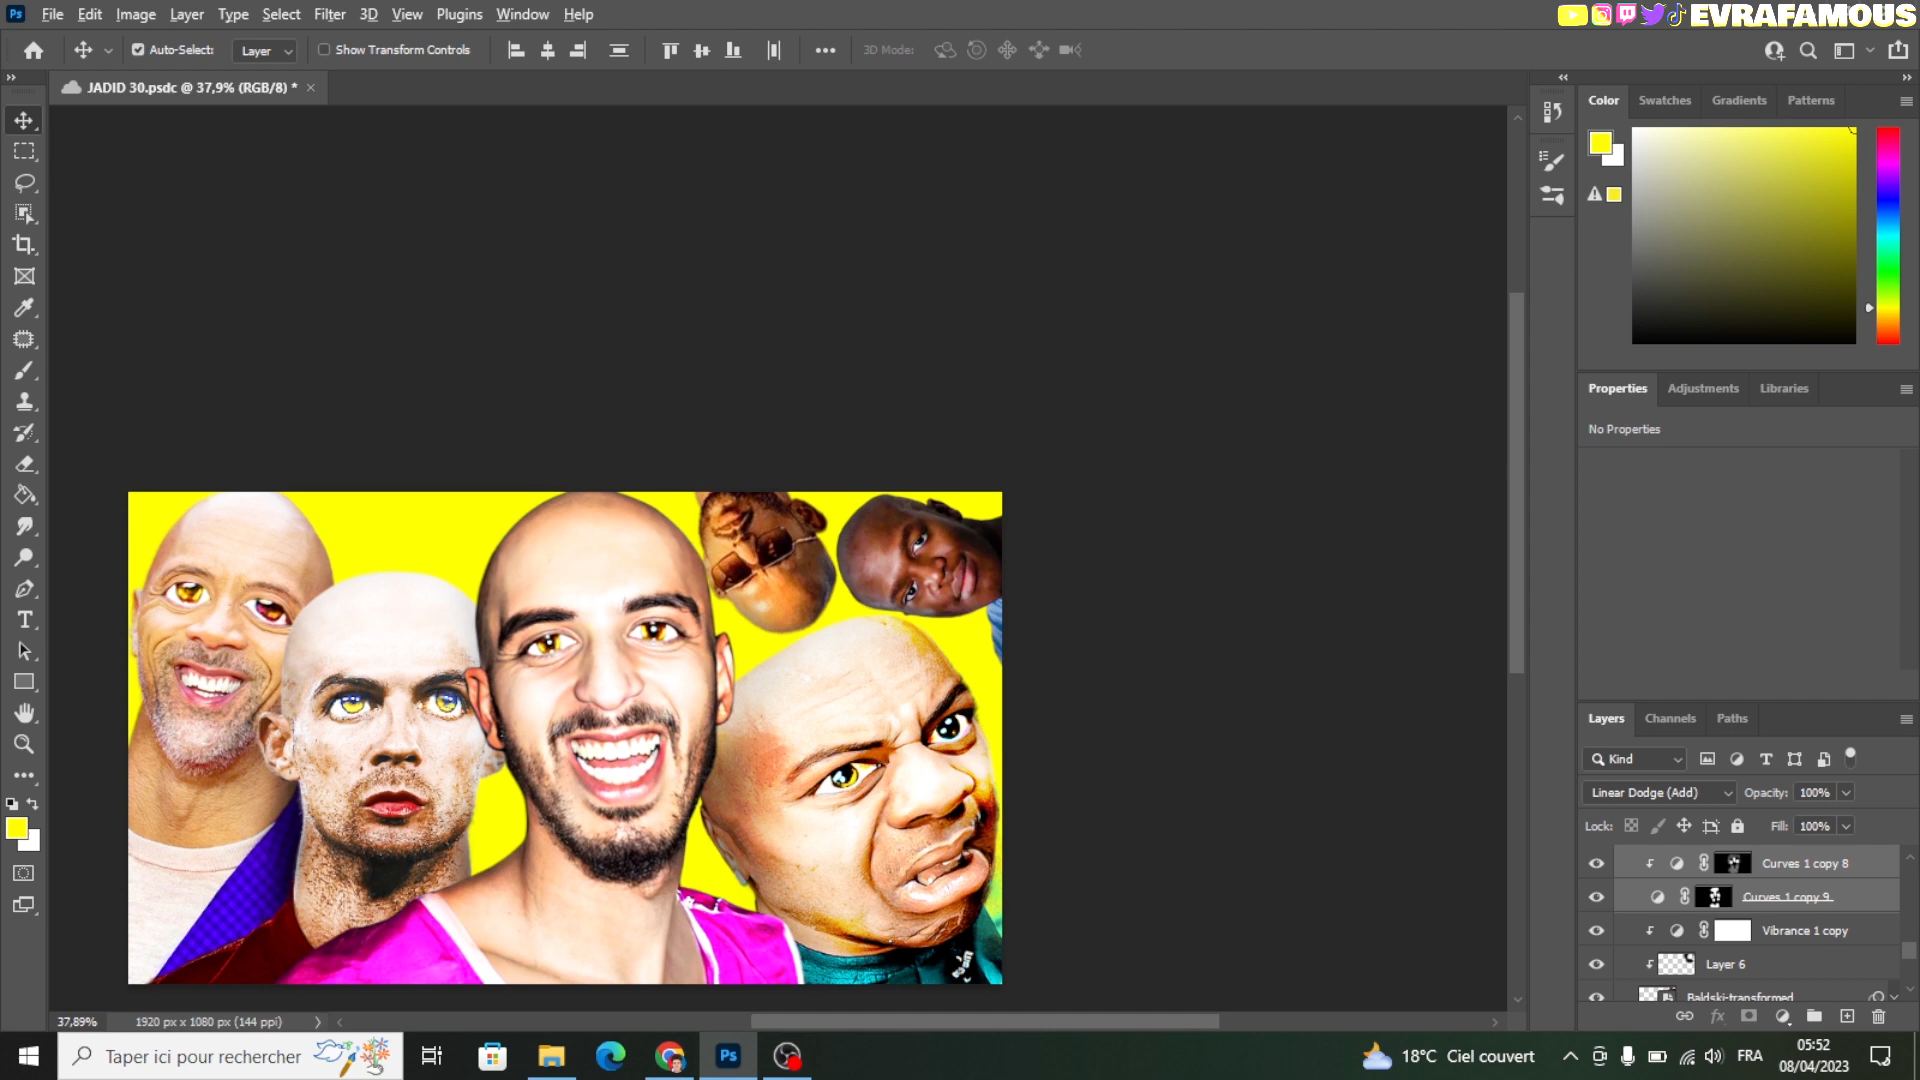 File Edit Image Layer Type Select Filter 3D View Plugins Window Help
EVRAFAMOUS
Auto-Select: Layer Show Transform Controls 3D Mode:
JADID 30.psdc @ 37,9% (RGB/8) *
Color Swatches Gradients Patterns
Properties Adjustments Libraries
No Properties
Layers Channels Paths
Kind
Linear Dodge (Add) Opacity: 100%
Lock: Fill: 100%
Curves 1 copy 8
Curves 1 copy 9
Vibrance 1 copy
Layer 6
Baldski-transformed
37,89% 1920 px x 1080 px (144 ppi)
Taper ici pour rechercher
Ps
18°C Ciel couvert
FRA
05:52
08/04/2023